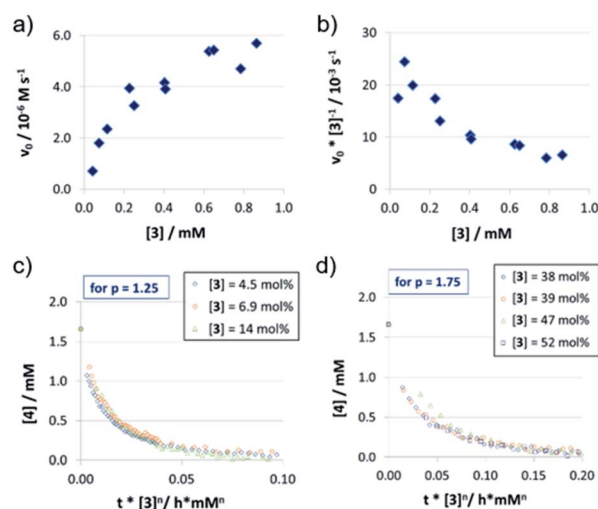 a)
6.0
4.0
2.0
0.0
v₀ / 10⁻⁶ M s⁻¹
0.0 0.2 0.4 0.6 0.8 1.0
[3] / mM
b)
30
20
10
0
v₀ * [3]⁻¹ / 10⁻³ s⁻¹
0.0 0.2 0.4 0.6 0.8 1.0
[3] / mM
c)
for p = 1.25
[3] = 4.5 mol%
[3] = 6.9 mol%
[3] = 14 mol%
2.0
1.5
1.0
0.5
0.0
[4] / mM
0.00 0.05 0.10
t * [3]ⁿ/ h*mMⁿ
d)
for p = 1.75
[3] = 38 mol%
[3] = 39 mol%
[3] = 47 mol%
[3] = 52 mol%
2.0
1.5
1.0
0.5
0.0
[4] / mM
0.00 0.05 0.10 0.15 0.20
t * [3]ⁿ/ h*mMⁿ